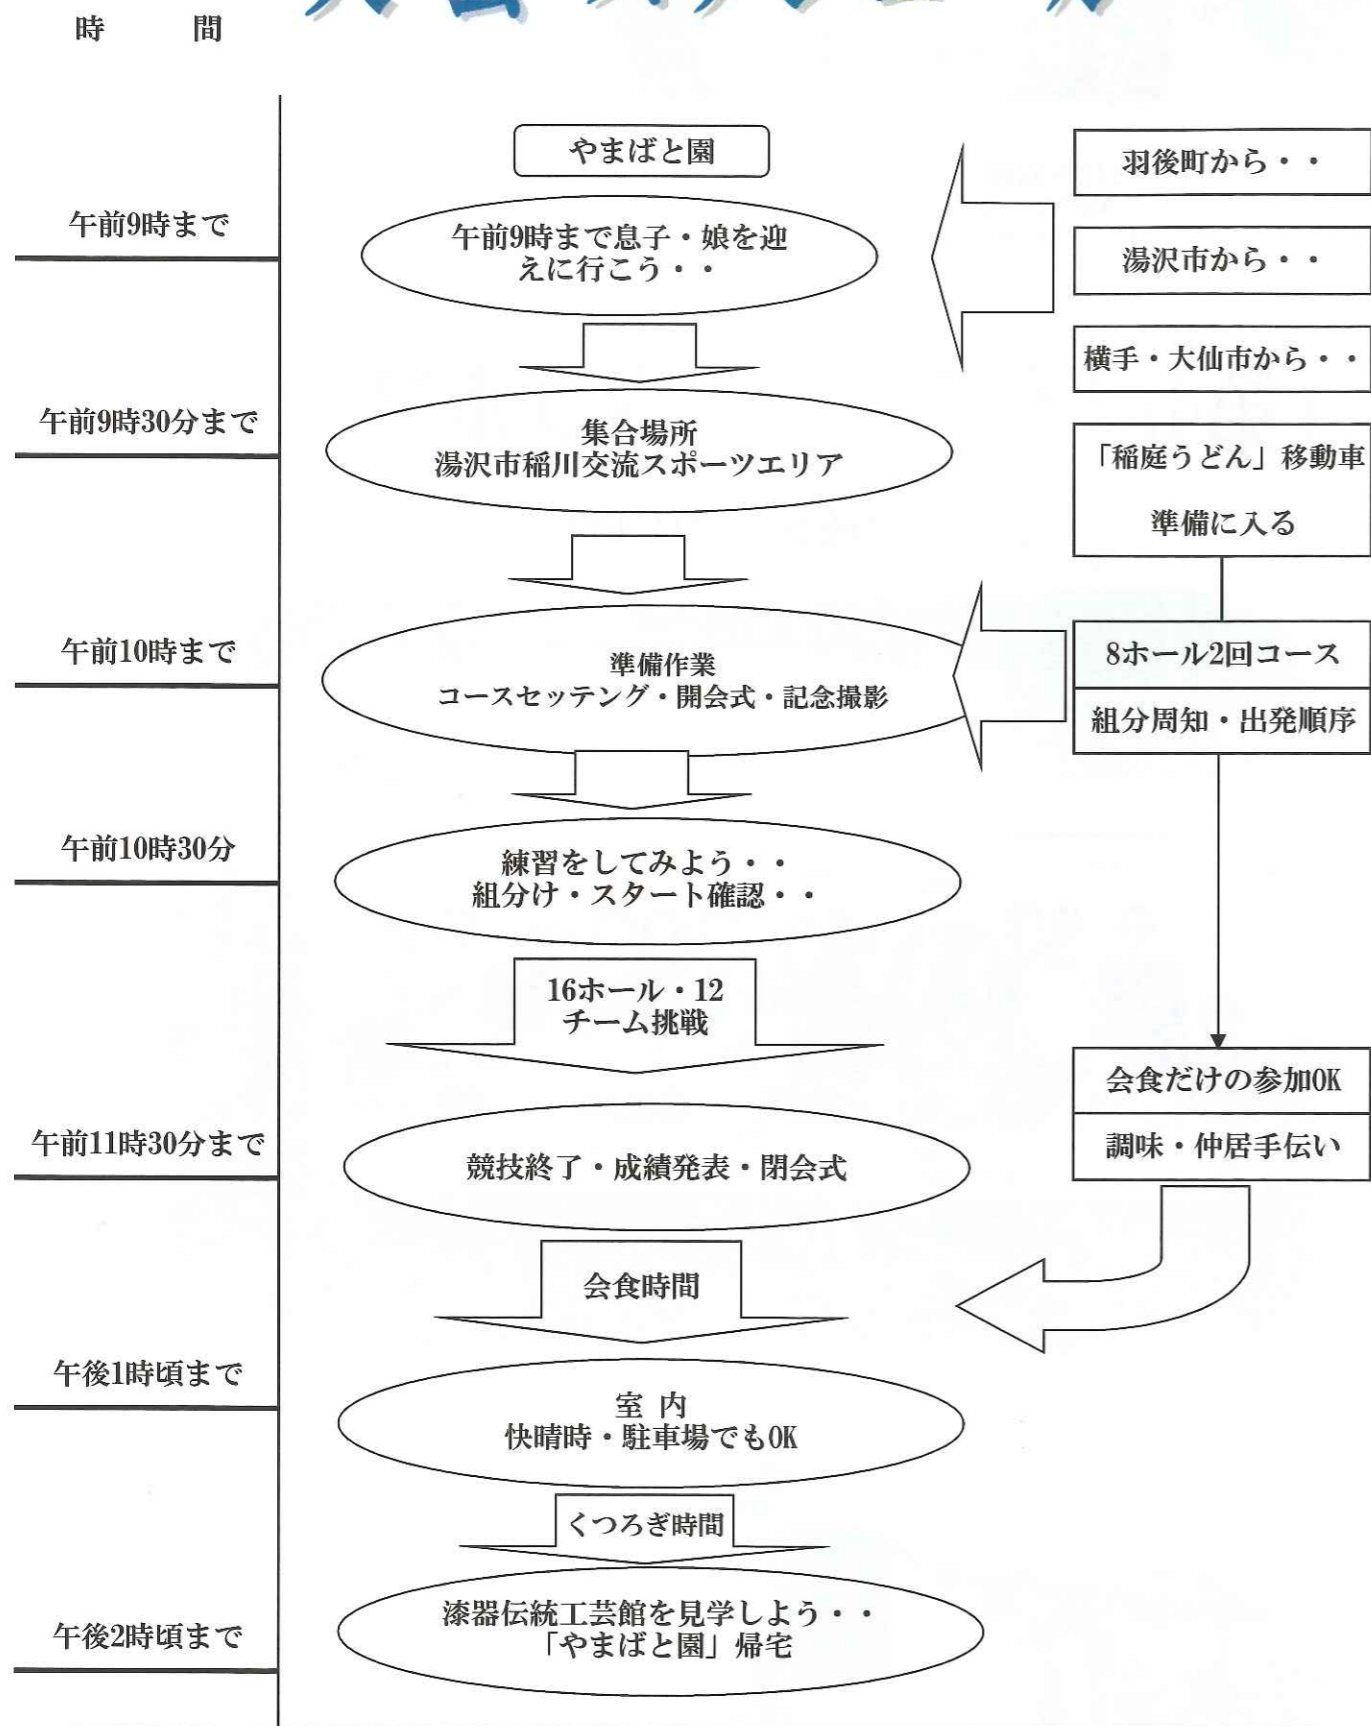 時 間
やまばと園
羽後町から・・
午前9時まで
午前9時まで息子・娘を迎
えに行こう・・
湯沢市から・・
横手・大仙市から・・
午前9時30分まで
集合場所
湯沢市稲川交流スポーツエリア
「稲庭うどん」移動車
準備に入る
午前10時まで
準備作業
コースセッテング・開会式・記念撮影
8ホール2回コース
組分周知・出発順序
午前10時30分
練習をしてみよう・・
組分け・スタート確認・・
16ホール・12
チーム挑戦
会食だけの参加OK
調味・仲居手伝い
午前11時30分まで
競技終了・成績発表・閉会式
会食時間
午後1時頃まで
室 内
快晴時・駐車場でもOK
くつろぎ時間
午後2時頃まで
漆器伝統工芸館を見学しよう・・
「やまばと園」帰宅